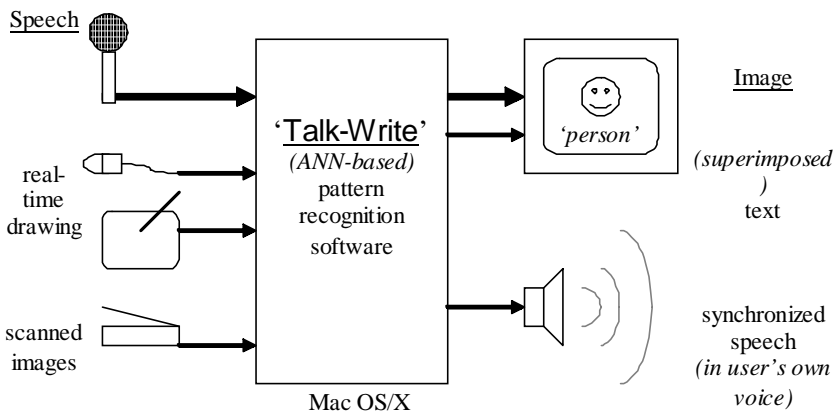 Speech
real-
time
drawing
scanned
images
‘Talk-Write’
(ANN-based)
pattern
recognition
software
Mac OS/X
‘person’
Image
(superimposed
)
text
synchronized
speech
(in user’s own
voice)